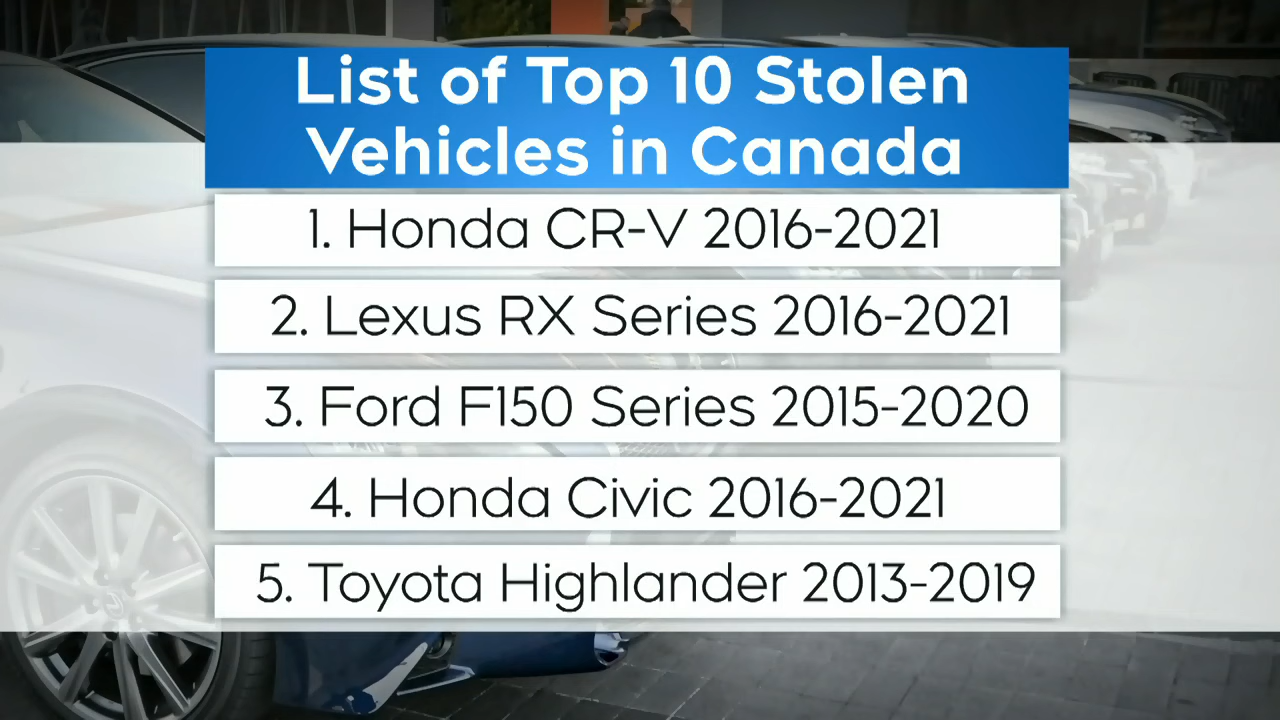 List of Top 10 Stolen
Vehicles in Canada
1. Honda CR-V 2016-2021
2. Lexus RX Series 2016-2021
3. Ford F150 Series 2015-2020
4. Honda Civic 2016-2021
5. Toyota Highlander 2013-2019